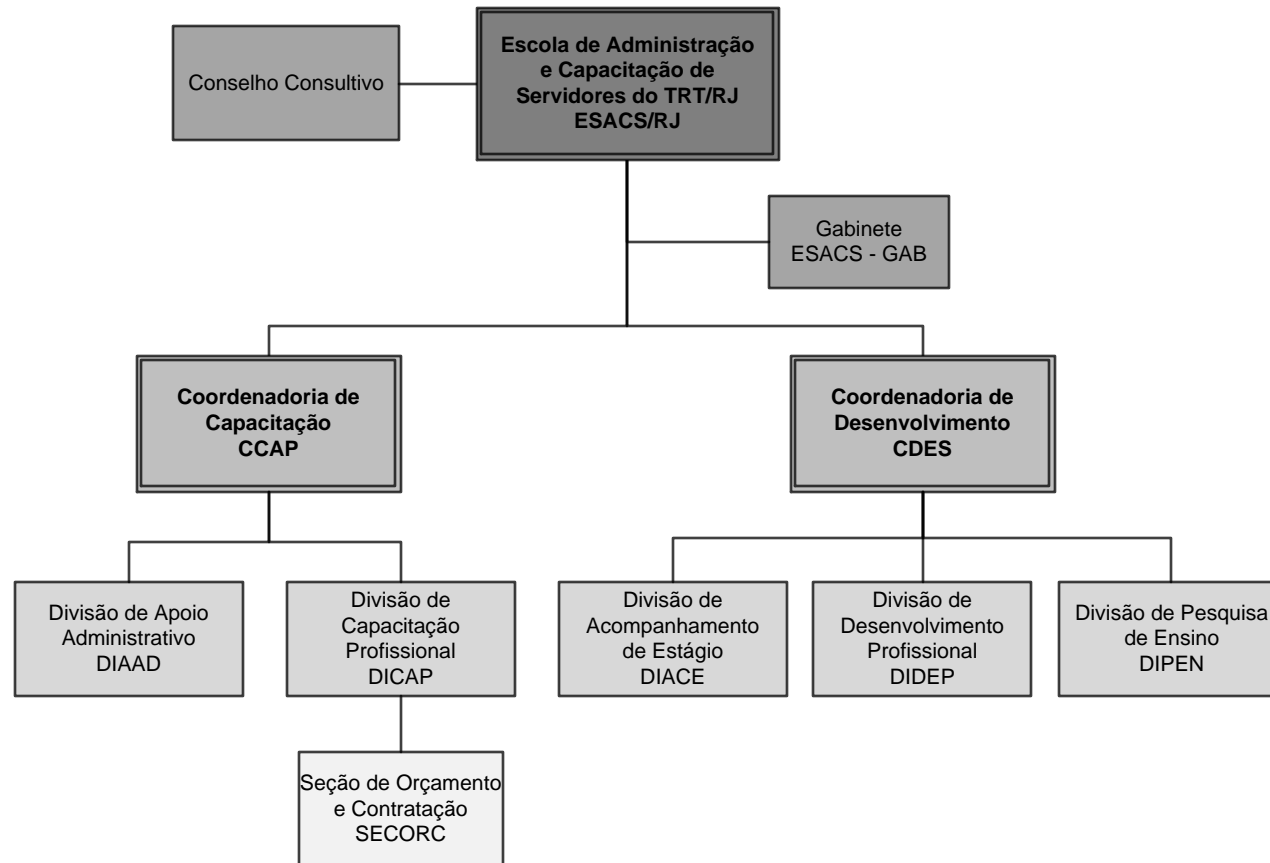 Conselho Consultivo
Escola de Administração
e Capacitação de
Servidores do TRT/RJ
ESACS/RJ
Gabinete
ESACS - GAB
Coordenadoria de
Capacitação
CCAP
Coordenadoria de
Desenvolvimento
CDES
Divisão de Apoio
Administrativo
DIAAD
Divisão de
Capacitação
Profissional
DICAP
Divisão de
Acompanhamento
de Estágio
DIACE
Divisão de
Desenvolvimento
Profissional
DIDEP
Divisão de Pesquisa
de Ensino
DIPEN
Seção de Orçamento
e Contratação
SECORC